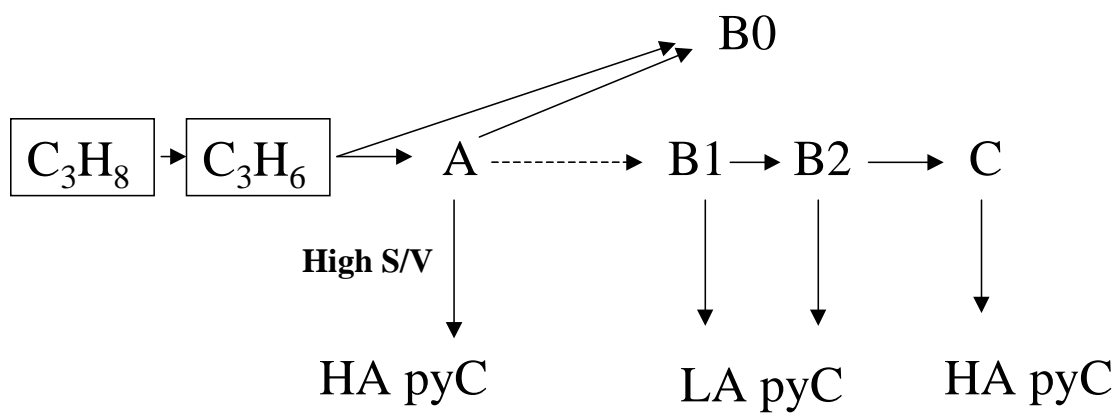 B0
C₃H₈ C₃H₆ A B1 B2 C
High S/V
HA pyC LA pyC HA pyC